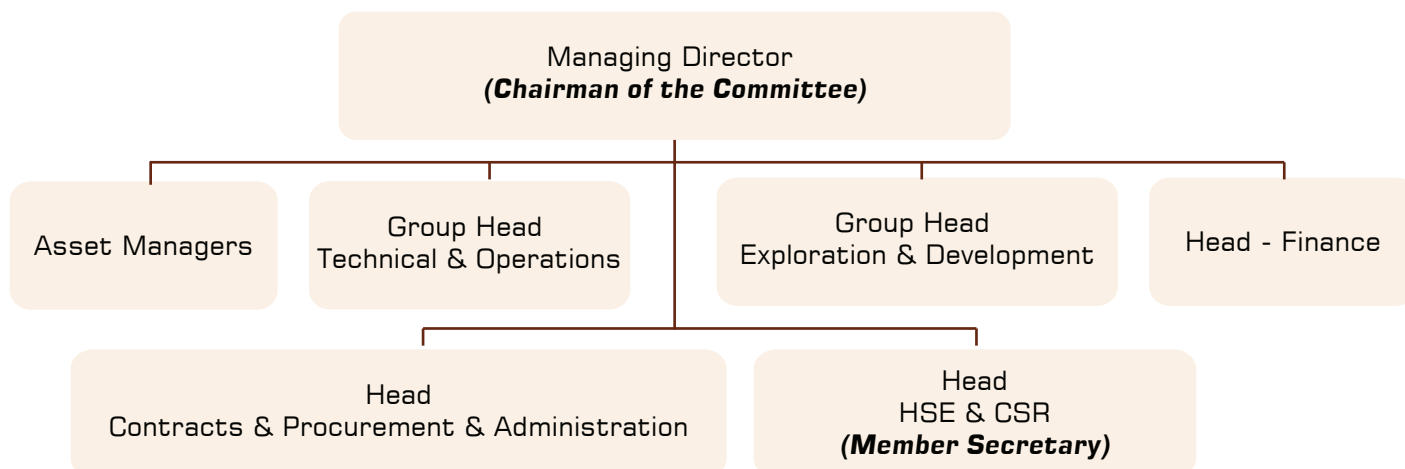 Managing Director
(Chairman of the Committee)
Asset Managers
Group Head
Technical & Operations
Group Head
Exploration & Development
Head - Finance
Head
Contracts & Procurement & Administration
Head
HSE & CSR
(Member Secretary)